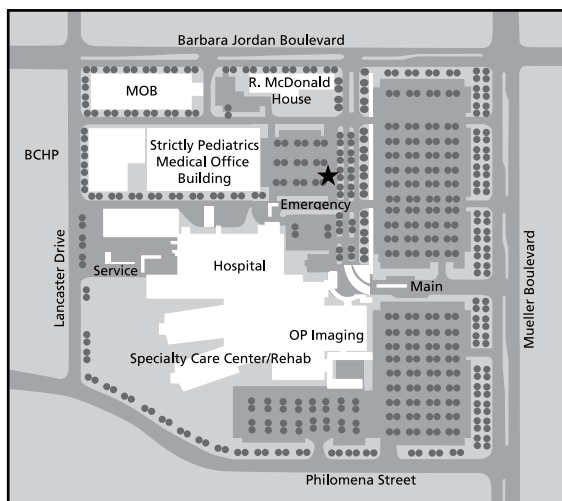 Barbara Jordan Boulevard
MOB
R. McDonald
House
BCHP
Strictly Pediatrics
Medical Office
Building
Emergency
Lancaster Drive
Service
Hospital
Main
Mueller Boulevard
OP Imaging
Specialty Care Center/Rehab
Philomena Street